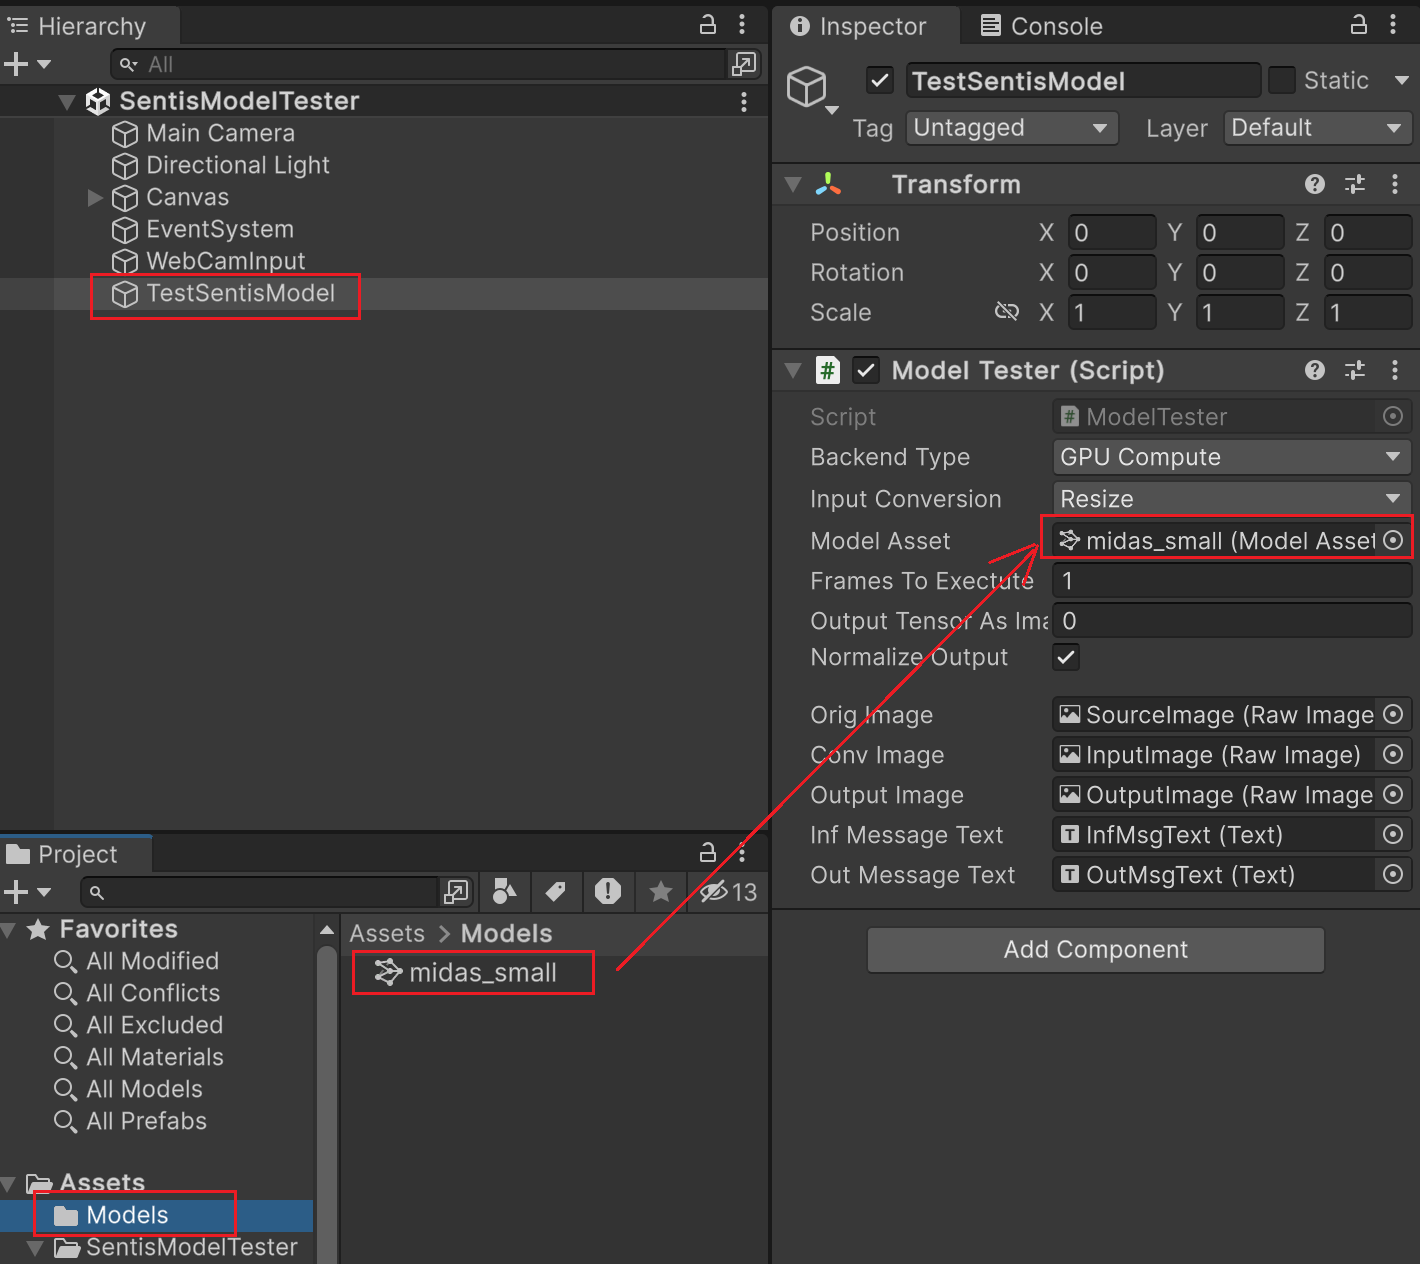 Hierarchy
All
SentisModelTester
Main Camera
Directional Light
Canvas
EventSystem
WebCamInput
TestSentisModel
Project
13
Favorites
All Modified
All Conflicts
All Excluded
All Materials
All Models
All Prefabs
Assets
Models
SentisModelTester
Assets > Models
midas_small
Inspector
Console
TestSentisModel
Static
Tag Untagged Layer Default
Transform
Position X 0 Y 0 Z 0
Rotation X 0 Y 0 Z 0
Scale X 1 Y 1 Z 1
# Model Tester (Script)
Script # ModelTester
Backend Type GPU Compute
Input Conversion Resize
Model Asset midas_small (Model Asset
Frames To Exectute 1
Output Tensor As Ima 0
Normalize Output
Orig Image SourceImage (Raw Image
Conv Image InputImage (Raw Image)
Output Image OutputImage (Raw Image
Inf Message Text T InfMsgText (Text)
Out Message Text T OutMsgText (Text)
Add Component